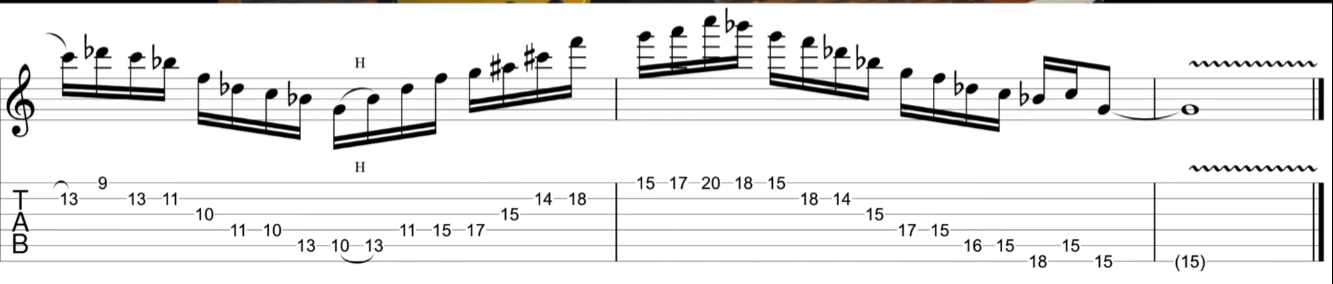 H
H
9 15 17 20 18 15
T 13 13 11 14 18 18 14
10 15 15
A 11 10 11 15 17 17 15
B 13 10 13 16 15 15
18 15 (15)